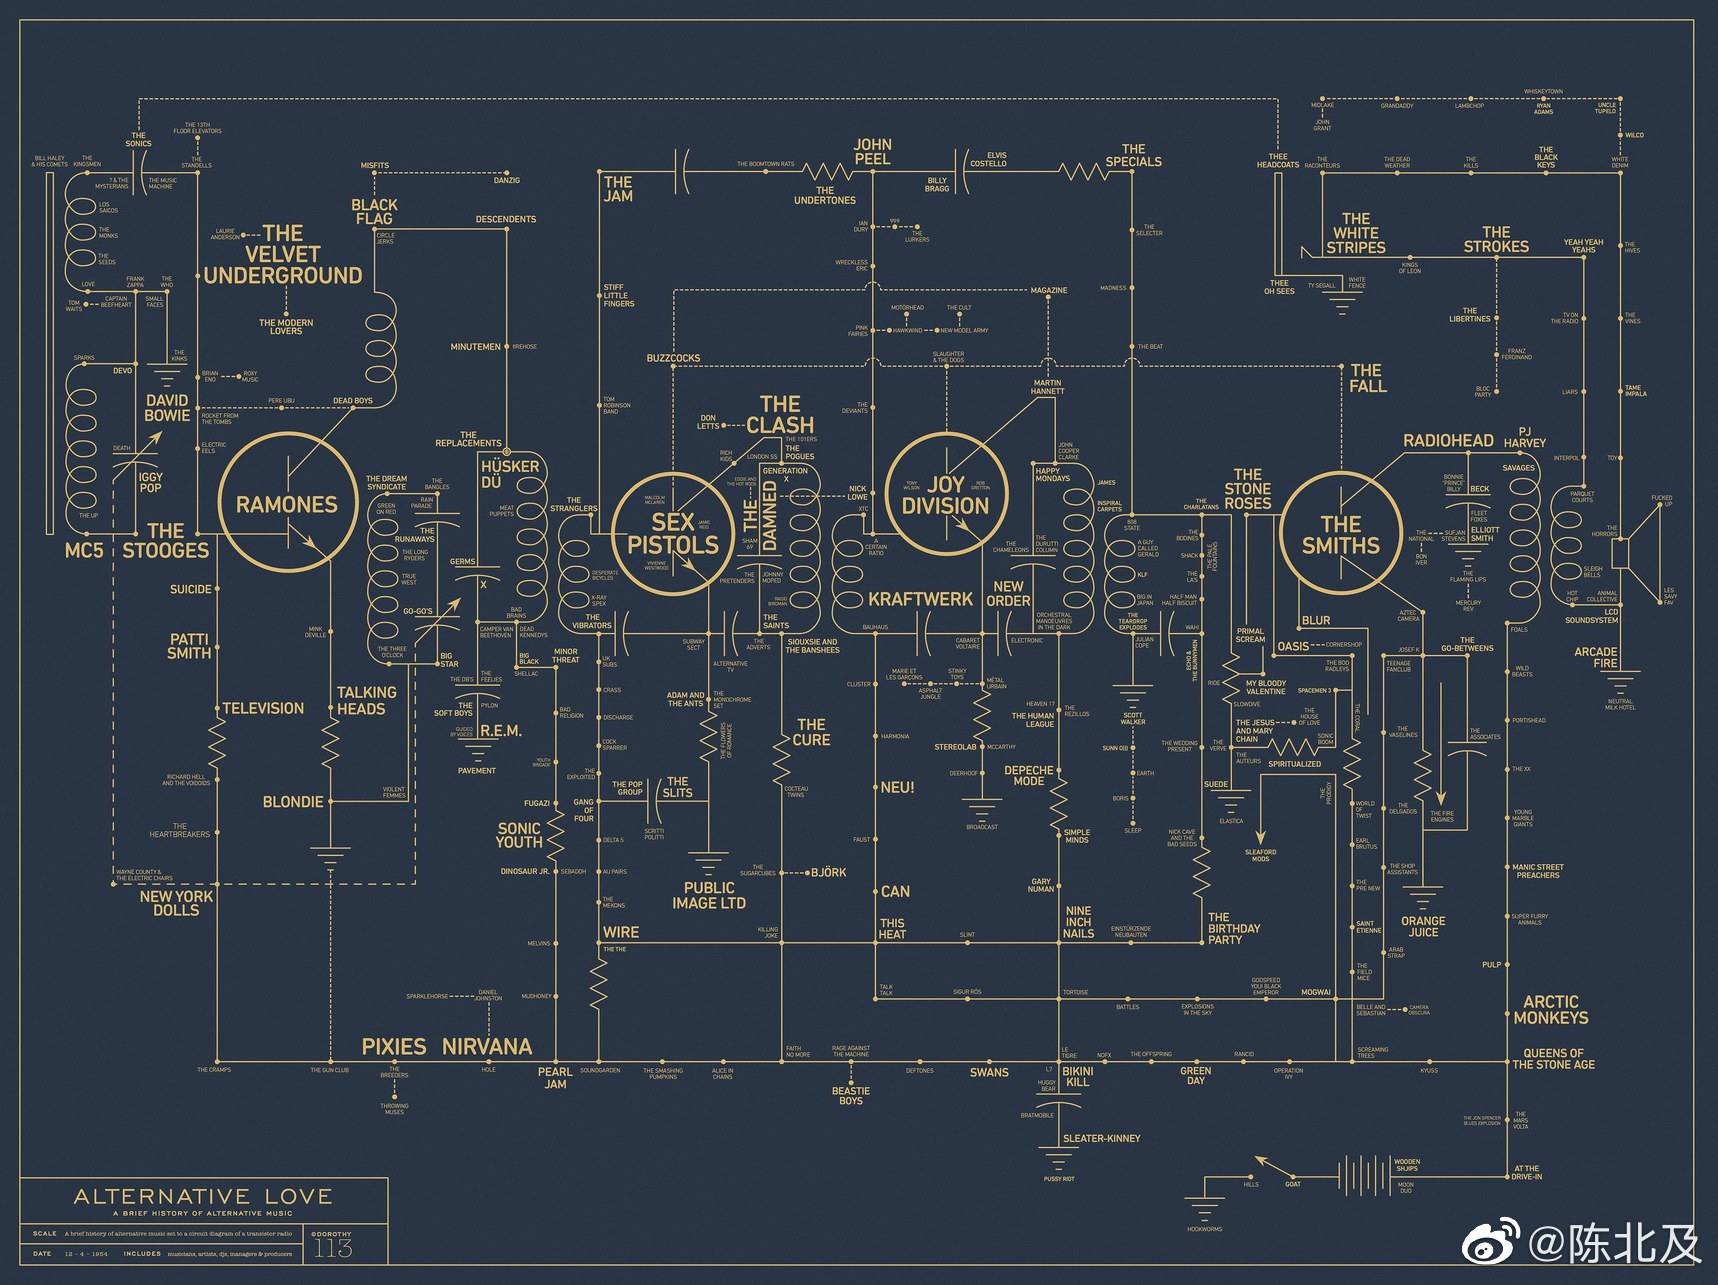 MIDLAKE
GRANDADDY
LAMBCHOP
WHISKEYTOWN
RYAN
ADAMS
UNCLE
TUPELO
JOHN
GRANT
WILCO
THE
SONICS
THE 13TH
FLOOR ELEVATORS
BILL HALEY
& HIS COMETS
THE
KINGSMEN
THE
STANDELLS
? & THE
MYSTERIANS
THE MUSIC
MACHINE
LOS
SAICOS
THE
MONKS
THE
SEEDS
LOVE
FRANK
ZAPPA
THE
WHO
TOM
WAITS
CAPTAIN
BEEFHEART
SMALL
FACES
THE
KINKS
SPARKS
DEVO
LAURIE
ANDERSON
THE
VELVET
UNDERGROUND
THE MODERN
LOVERS
BRIAN
ENO
ROXY
MUSIC
DAVID
BOWIE
PERE UBU
DEAD BOYS
ROCKET FROM
THE TOMBS
ELECTRIC
EELS
DEATH
IGGY
POP
THE UP
MC5
THE
STOOGES
RAMONES
MISFITS
DANZIG
BLACK
FLAG
CIRCLE
JERKS
DESCENDENTS
MINUTEMEN
BREHOSE
THE
REPLACEMENTS
HÜSKER
DÜ
MEAT
PUPPETS
THE DREAM
SYNDICATE
THE
BANGLES
GREEN
ON RED
RAIN
PARADE
THE
RUNAWAYS
THE LONG
RYDERS
TRUE
WEST
GO-GO'S
THE THREE
O'CLOCK
BIG
STAR
GERMS
X
BAD
BRAINS
CAMPER VAN
BEETHOVEN
DEAD
KENNEDYS
BIG
BLACK
SHELLAC
MINOR
THREAT
THE DB'S
THE
FEELIES
THE
SOFT BOYS
PYLON
GUIDED
BY VOICES
R.E.M.
PAVEMENT
SUICIDE
PATTI
SMITH
MINK
DEVILLE
TELEVISION
TALKING
HEADS
RICHARD HELL
AND THE VOIDOIDS
BLONDIE
VIOLENT
FEMMES
THE
HEARTBREAKERS
WAYNE COUNTY &
THE ELECTRIC CHAIRS
NEW YORK
DOLLS
BAD
RELIGION
YOUTH
BRIGADE
FUGAZI
SONIC
YOUTH
DINOSAUR JR.
SEBADOH
MELVINS
MUDHONEY
THE
JAM
THE BOOMTOWN RATS
THE
UNDERTONES
JOHN
PEEL
BILLY
BRAGG
ELVIS
COSTELLO
THE
SPECIALS
IAN
DURY
999
THE
LURKERS
WRECKLESS
ERIC
STIFF
LITTLE
FINGERS
MAGAZINE
MOTÖRHEAD
THE CULT
PINK
FAIRIES
HAWKWIND
NEW MODEL ARMY
THE
SELECTER
MADNESS
THE BEAT
BUZZCOCKS
SLAUGHTER
& THE DOGS
MARTIN
HANNETT
TOM
ROBINSON
BAND
THE
DEVIANTS
DON
LETTS
THE
CLASH
THE 101ERS
RICH
KIDS
LONDON SS
THE
POGUES
GENERATION
X
EDDIE AND
THE HOT RODS
THE
DAMNED
NICK
LOWE
XTC
THE
STRANGLERS
MALCOLM
MCLAREN
JAMIE
REID
SEX
PISTOLS
VIVIENNE
WESTWOOD
SHAM
69
THE
PRETENDERS
JOHNNY
MOPED
RADIO
BIRDMAN
THE
SAINTS
SIOUXSIE AND
THE BANSHEES
DESPERATE
BICYCLES
X-RAY
SPEX
THE
VIBRATORS
SUBWAY
SECT
ALTERNATIVE
TV
THE
ADVERTS
UK
SUBS
CRASS
DISCHARGE
COCK
SPARRER
THE
EXPLOITED
ADAM AND
THE ANTS
THE
MONOCHROME
SET
THE FLOWERS
OF ROMANCE
THE POP
GROUP
THE
SLITS
SCRITTI
POLITTI
GANG
OF
FOUR
DELTA 5
AU PAIRS
THE
MEKONS
WIRE
THE THE
PUBLIC
IMAGE LTD
THE
CURE
COCTEAU
TWINS
THE
SUGARCUBES
BJÖRK
KILLING
JOKE
TONY
WILSON
ROB
GRETTON
JOY
DIVISION
A
CERTAIN
RATIO
JOHN
COOPER
CLARKE
HAPPY
MONDAYS
JAMES
INSPIRAL
CARPETS
THE
CHAMELEONS
THE
DURUTTI
COLUMN
808
STATE
A GUY
CALLED
GERALD
KLF
BIG IN
JAPAN
THE
TEARDROP
EXPLODES
KRAFTWERK
NEW
ORDER
BAUHAUS
CABARET
VOLTAIRE
ELECTRONIC
ORCHESTRAL
MANOEUVRES
IN THE DARK
JULIAN
COPE
WAH!
ECHO &
THE BUNNYMEN
THE
CHARLATANS
THE
BODINES
THE PALE
FOUNTAINS
SHACK
THE
LA'S
HALF MAN
HALF BISCUIT
CLUSTER
MARIE ET
LES GARÇONS
ASPHALT
JUNGLE
STINKY
TOYS
MÉTAL
URBAIN
HARMONIA
STEREOLAB
MCCARTHY
DEERHOOF
BROADCAST
NEU!
FAUST
CAN
THIS
HEAT
TALK
TALK
HEAVEN 17
THE
REZILLOS
THE HUMAN
LEAGUE
DEPECHE
MODE
SIMPLE
MINDS
GARY
NUMAN
NINE
INCH
NAILS
SCOTT
WALKER
SUNN O)))
EARTH
BORIS
SLEEP
THE WEDDING
PRESENT
NICK CAVE
AND THE
BAD SEEDS
THE
BIRTHDAY
PARTY
SLINT
EINSTÜRZENDE
NEUBAUTEN
SIGUR RÓS
TORTOISE
BATTLES
EXPLOSIONS
IN THE SKY
GODSPEED
YOU! BLACK
EMPEROR
MOGWAI
BELLE AND
SEBASTIAN
CAMERA
OBSCURA
THEE
HEADCOATS
THE
RACONTEURS
THE DEAD
WEATHER
THE
KILLS
THE
BLACK
KEYS
WHITE
DENIM
THE
WHITE
STRIPES
THE
STROKES
YEAH YEAH
YEAHS
THE
HIVES
KINGS
OF LEON
THEE
OH SEES
TY SEGALL
WHITE
FENCE
THE
LIBERTINES
FRANZ
FERDINAND
BLOC
PARTY
TV ON
THE RADIO
THE
VINES
LIARS
TAME
IMPALA
THE
FALL
RADIOHEAD
PJ
HARVEY
SAVAGES
INTERPOL
TOY
BONNIE
"PRINCE"
BILLY
BECK
FLEET
FOXES
THE
NATIONAL
SUFJAN
STEVENS
ELLIOTT
SMITH
BON
IVER
THE
FLAMING LIPS
MERCURY
REV
PARQUET
COURTS
THE
HORRORS
FUCKED
UP
SLEIGH
BELLS
HOT
CHIP
ANIMAL
COLLECTIVE
LCD
SOUNDSYSTEM
LES
SAVY
FAV
FOALS
ARCADE
FIRE
NEUTRAL
MILK HOTEL
THE
STONE
ROSES
THE
SMITHS
PRIMAL
SCREAM
BLUR
OASIS
CORNERSHOP
AZTEC
CAMERA
RIDE
MY BLOODY
VALENTINE
SLOWDIVE
THE BOO
RADLEYS
SPACEMEN 3
THE CORAL
THE JESUS
AND MARY
CHAIN
THE
HOUSE
OF LOVE
SONIC
BOOM
THE
VERVE
THE
AUTEURS
SPIRITUALIZED
SUEDE
ELASTICA
THE
PRODIGY
SLEAFORD
MODS
JOSEF K
TEENAGE
FANCLUB
THE
GO-BETWEENS
THE
VASELINES
THE
ASSOCIATES
THE
DELGADOS
THE FIRE
ENGINES
WORLD
OF
TWIST
EARL
BRUTUS
THE SHOP
ASSISTANTS
THE
PRE NEW
SAINT
ETIENNE
ORANGE
JUICE
ARAB
STRAP
THE
FIELD
MICE
WILD
BEASTS
PORTISHEAD
THE XX
YOUNG
MARBLE
GIANTS
MANIC STREET
PREACHERS
SUPER FURRY
ANIMALS
PULP
ARCTIC
MONKEYS
QUEENS OF
THE STONE AGE
SPARKLEHORSE
DANIEL
JOHNSTON
PIXIES
NIRVANA
THE CRAMPS
THE GUN CLUB
THE
BREEDERS
THROWING
MUSES
HOLE
PEARL
JAM
SOUNDGARDEN
THE SMASHING
PUMPKINS
ALICE IN
CHAINS
FAITH
NO MORE
RAGE AGAINST
THE MACHINE
BEASTIE
BOYS
DEFTONES
SWANS
LE
TIGRE
L7
BIKINI
KILL
NOFX
THE OFFSPRING
GREEN
DAY
RANCID
OPERATION
IVY
SCREAMING
TREES
KYUSS
HUGGY
BEAR
BRATMOBILE
SLEATER-KINNEY
PUSSY RIOT
THE JON SPENCER
BLUES EXPLOSION
THE
MARS
VOLTA
AT THE
DRIVE-IN
WOODEN
SHJIPS
MOON
DUO
GOAT
HILLS
HOOKWORMS
ALTERNATIVE LOVE
A BRIEF HISTORY OF ALTERNATIVE MUSIC
SCALE A brief history of alternative music set to a circuit diagram of a transistor radio
DATE 12 - 4 - 1954 INCLUDES musicians, artists, djs, managers & producers
©DOROTHY
113
@陈北及